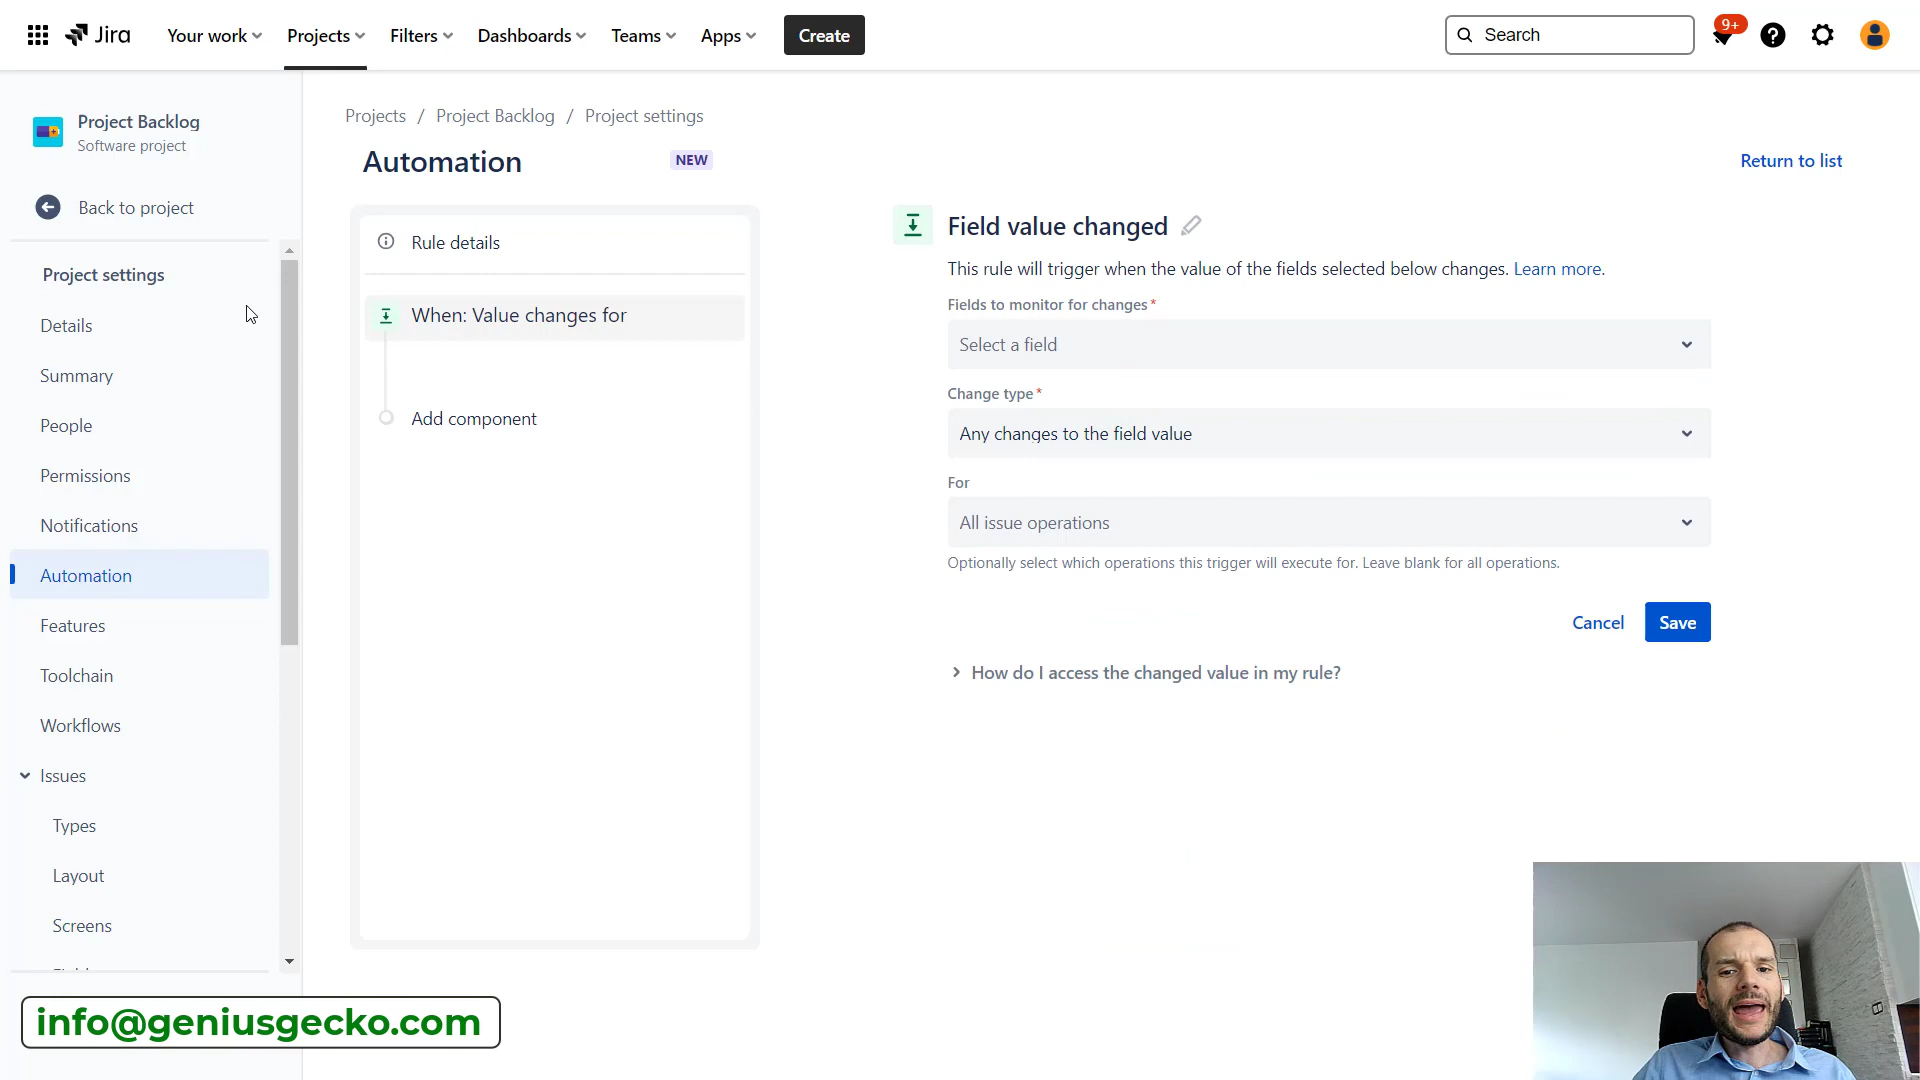 Jira
Your work
Projects
Filters
Dashboards
Teams
Apps
Create
Search
9+
Project Backlog
Software project
Back to project
Project settings
Details
Summary
People
Permissions
Notifications
Automation
Features
Toolchain
Workflows
Issues
Types
Layout
Screens
Projects / Project Backlog / Project settings
Automation
NEW
Return to list
Rule details
When: Value changes for
Add component
Field value changed
This rule will trigger when the value of the fields selected below changes. Learn more.
Fields to monitor for changes*
Select a field
Change type*
Any changes to the field value
For
All issue operations
Optionally select which operations this trigger will execute for. Leave blank for all operations.
Cancel
Save
How do I access the changed value in my rule?
info@geniusgecko.com